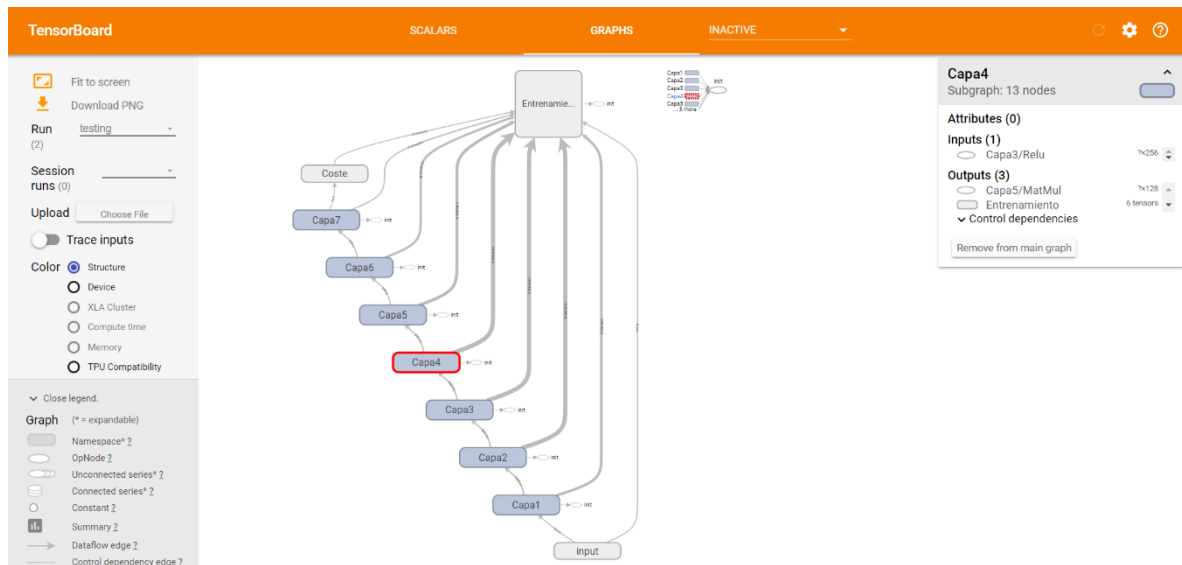 TensorBoard
SCALARS
GRAPHS
INACTIVE
Fit to screen
Download PNG
Run
testing
(2)
Session
runs (0)
Upload
Choose File
Trace inputs
Color
Structure
Device
XLA Cluster
Compute time
Memory
TPU Compatibility
Close legend.
Graph (* = expandable)
Namespace* ?
OpNode ?
Unconnected series* ?
Connected series* ?
Constant ?
Summary ?
Dataflow edge ?
Control dependency edge ?
Entrenamie...
init
Coste
Capa7
init
Capa6
init
Capa5
init
Capa4
init
Capa3
init
Capa2
init
Capa1
init
input
Capa1
Capa2
Capa3
Capa4
Capa5
init
Capa4
Subgraph: 13 nodes
Attributes (0)
Inputs (1)
Capa3/Relu ?×256
Outputs (3)
Capa5/MatMul ?×128
Entrenamiento 6 tensors
Control dependencies
Remove from main graph